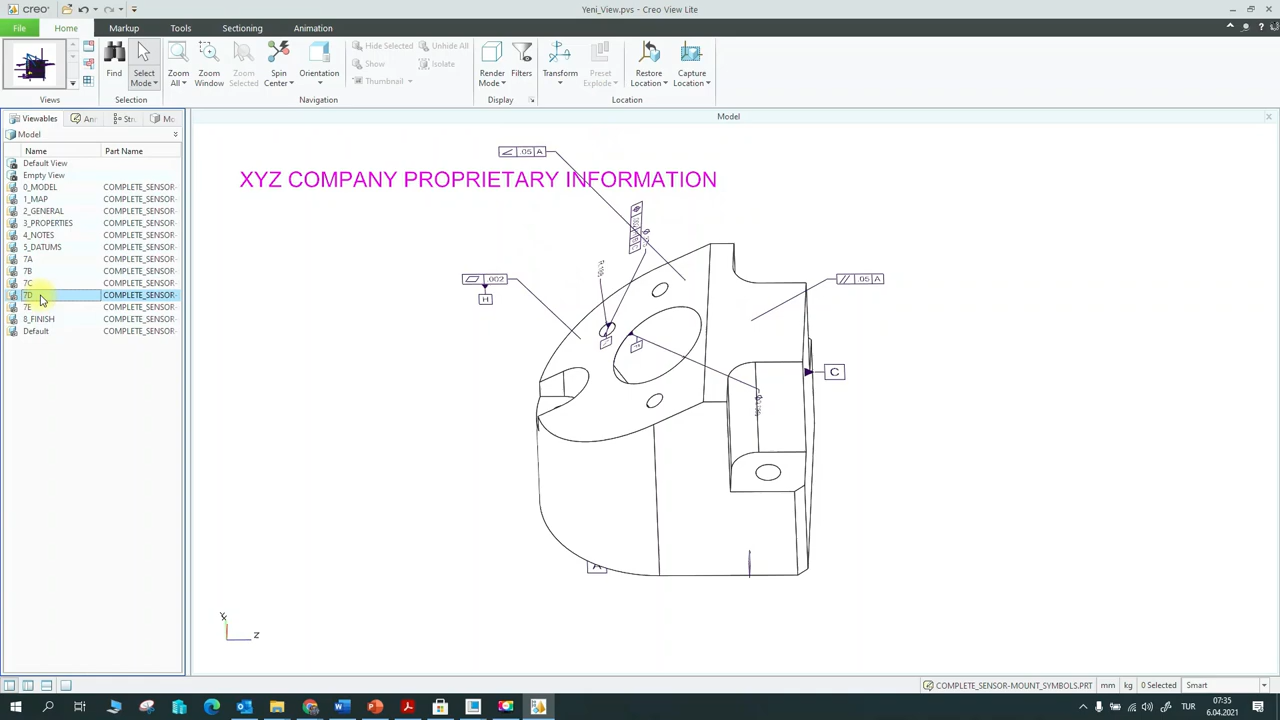 creo
Yeni_View.pvs - Creo View Lite
File Home Markup Tools Sectioning Animation
Hide Selected Unhide All
Show Isolate
Thumbnail
Find Select Mode Zoom All Zoom Window Zoom Selected Spin Center Orientation Render Mode Filters Transform Preset Explode Restore Location Capture Location
Views Selection Navigation Display Location
Viewables Ann Stru Mo
Model
Model
Name Part Name
Default View
Empty View
0_MODEL COMPLETE_SENSOR-
1_MAP COMPLETE_SENSOR-
2_GENERAL COMPLETE_SENSOR-
3_PROPERTIES COMPLETE_SENSOR-
4_NOTES COMPLETE_SENSOR-
5_DATUMS COMPLETE_SENSOR-
7A COMPLETE_SENSOR-
7B COMPLETE_SENSOR-
7C COMPLETE_SENSOR-
7D COMPLETE_SENSOR-
7E COMPLETE_SENSOR-
8_FINISH COMPLETE_SENSOR-
Default COMPLETE_SENSOR-
.05 A
XYZ COMPANY PROPRIETARY INFORMATION
.002
H
.05 A
C
A
Y
X
Z
COMPLETE_SENSOR-MOUNT_SYMBOLS.PRT mm kg 0 Selected Smart
TUR 07:35
6.04.2021